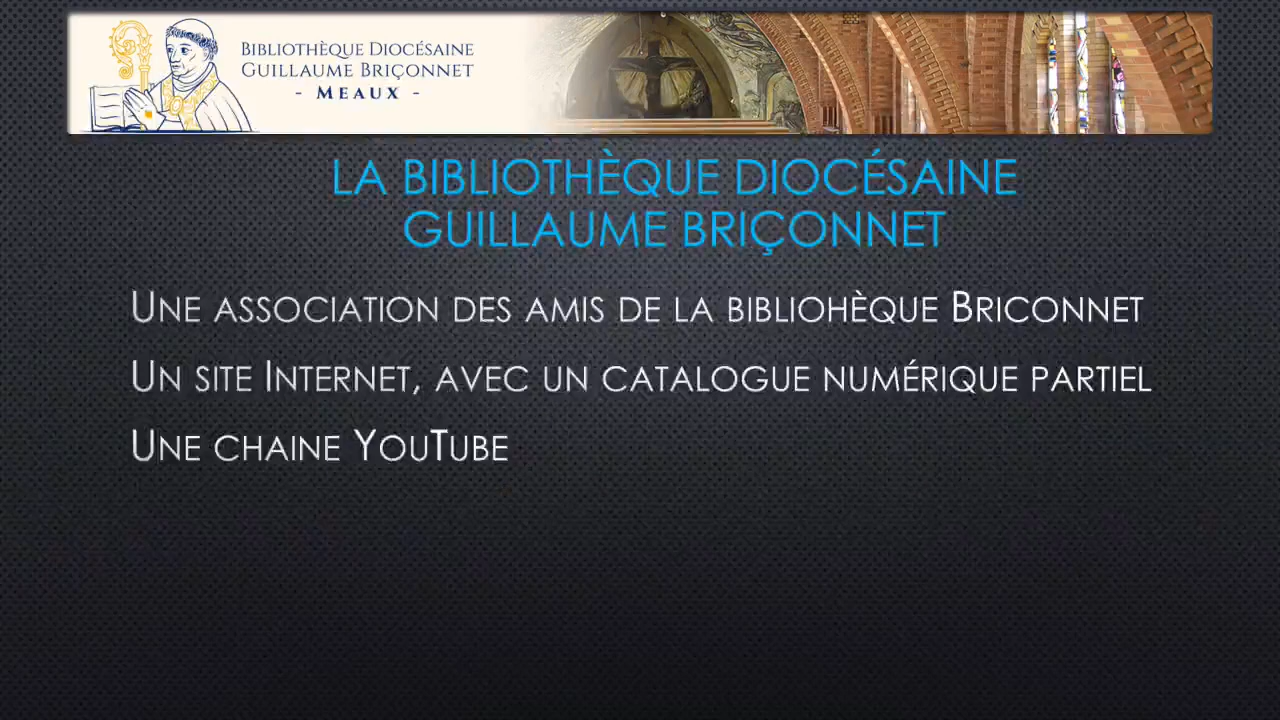 Bibliothèque Diocésaine
Guillaume Briçonnet
- Meaux -
LA BIBLIOTHÈQUE DIOCÉSAINE
GUILLAUME BRIÇONNET
Une association des amis de la bibliohèque Briconnet
Un site Internet, avec un catalogue numérique partiel
Une chaine YouTube